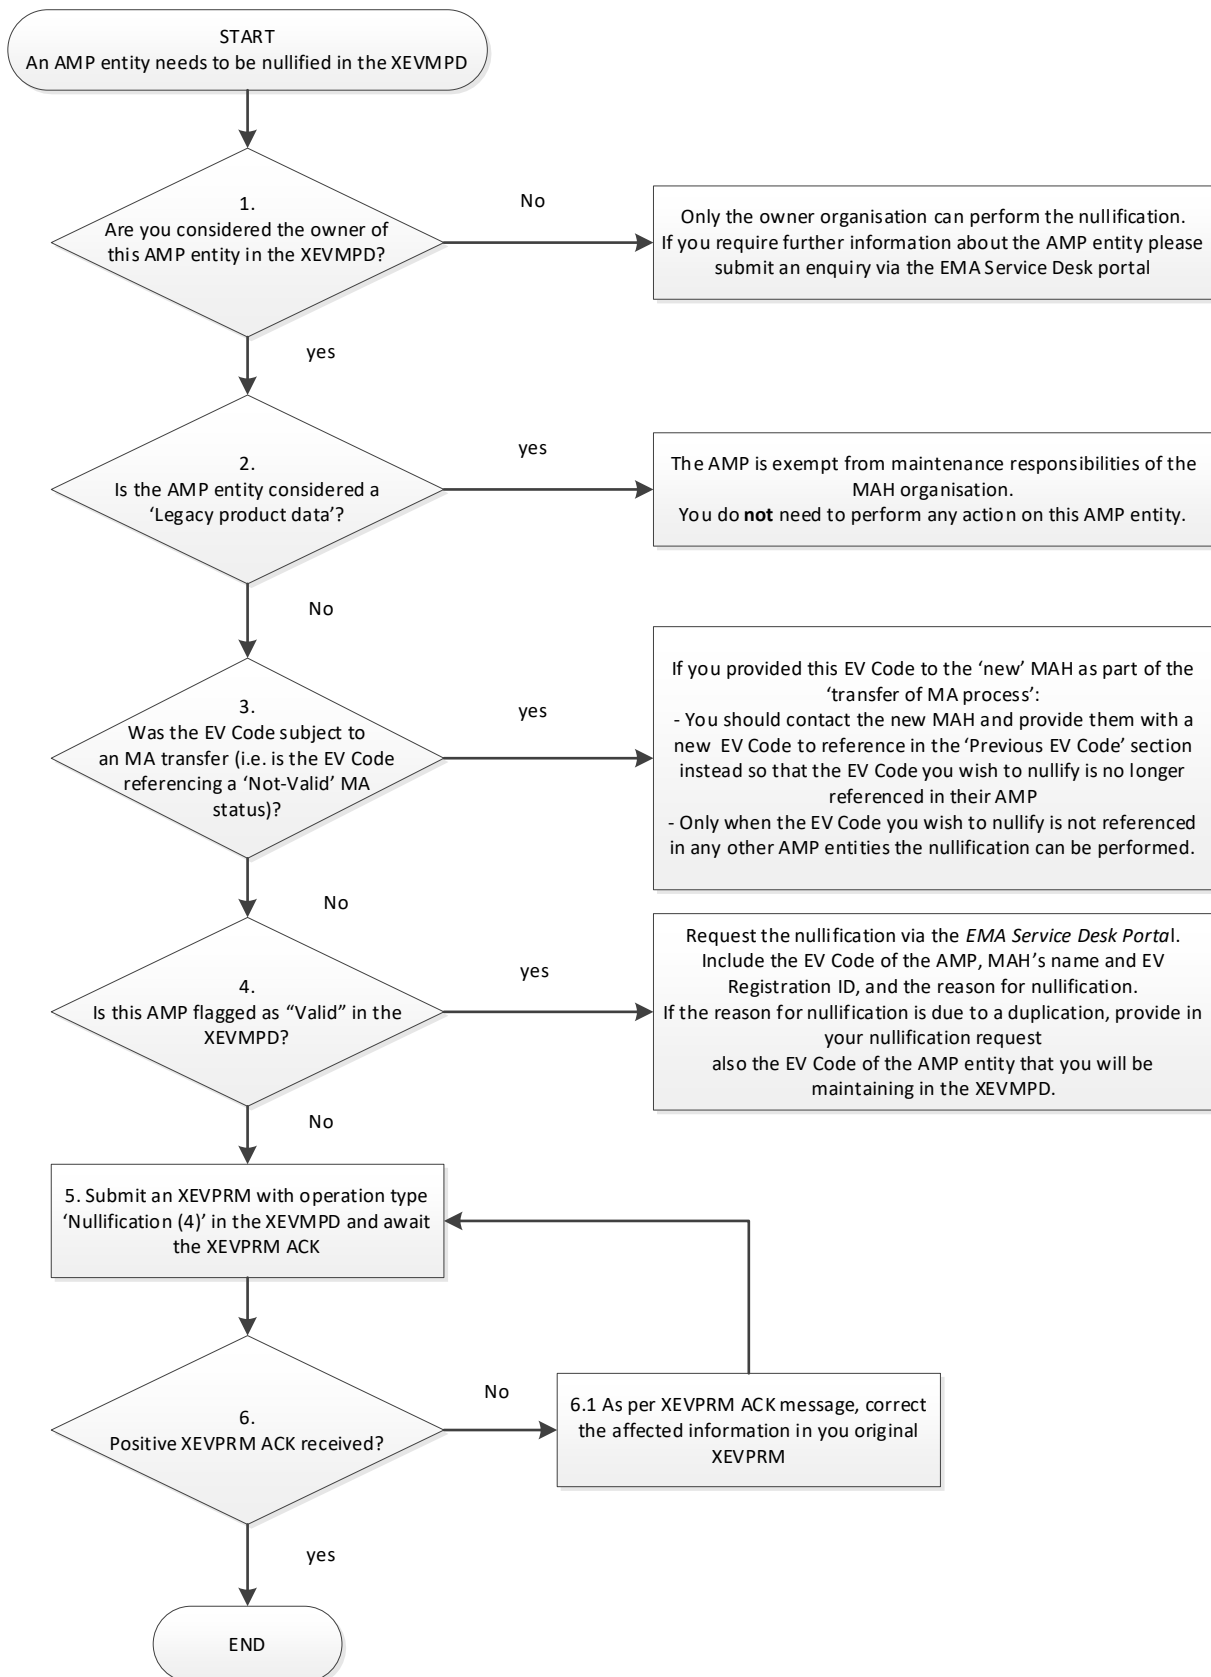 START
An AMP entity needs to be nullified in the XEVMPD
1.
Are you considered the owner of
this AMP entity in the XEVMPD?
No
Only the owner organisation can perform the nullification.
If you require further information about the AMP entity please
submit an enquiry via the EMA Service Desk portal
yes
2.
Is the AMP entity considered a
‘Legacy product data’?
yes
The AMP is exempt from maintenance responsibilities of the
MAH organisation.
You do not need to perform any action on this AMP entity.
No
3.
Was the EV Code subject to
an MA transfer (i.e. is the EV Code
referencing a ‘Not-Valid’ MA
status)?
yes
If you provided this EV Code to the ‘new’ MAH as part of the
‘transfer of MA process’:
- You should contact the new MAH and provide them with a
new EV Code to reference in the ‘Previous EV Code’ section
instead so that the EV Code you wish to nullify is no longer
referenced in their AMP
- Only when the EV Code you wish to nullify is not referenced
in any other AMP entities the nullification can be performed.
No
4.
Is this AMP flagged as “Valid” in the
XEVMPD?
yes
Request the nullification via the EMA Service Desk Portal.
Include the EV Code of the AMP, MAH’s name and EV
Registration ID, and the reason for nullification.
If the reason for nullification is due to a duplication, provide in
your nullification request
also the EV Code of the AMP entity that you will be
maintaining in the XEVMPD.
No
5. Submit an XEVPRM with operation type
‘Nullification (4)’ in the XEVMPD and await
the XEVPRM ACK
6.
Positive XEVPRM ACK received?
No
6.1 As per XEVPRM ACK message, correct
the affected information in you original
XEVPRM
yes
END